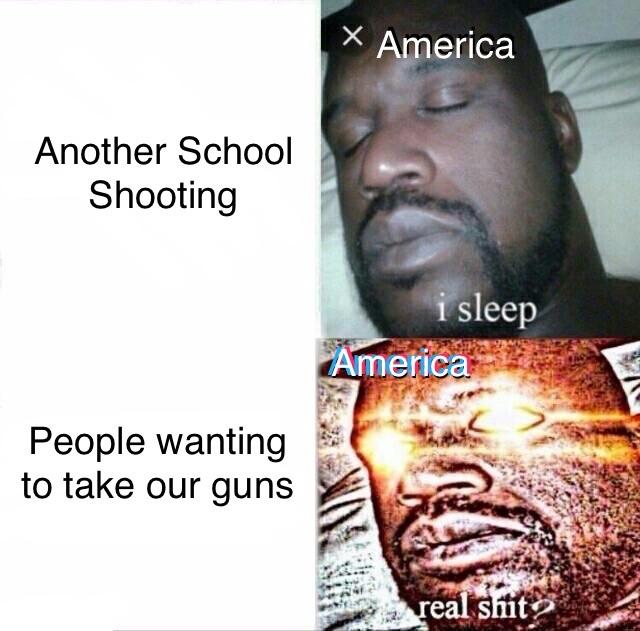 America
Another School
Shooting
i sleep
America
People wanting
to take our guns
real shit?